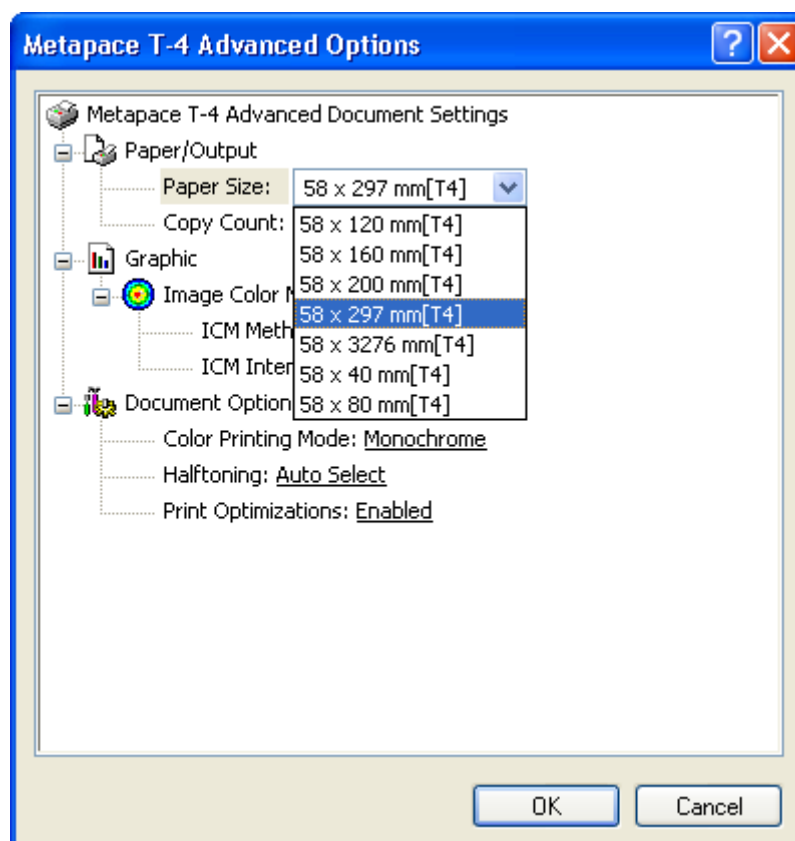 Metapace T-4 Advanced Options
Metapace T-4 Advanced Document Settings
Paper/Output
Paper Size: 58 x 297 mm[T4]
Copy Count:
58 x 120 mm[T4]
58 x 160 mm[T4]
58 x 200 mm[T4]
58 x 297 mm[T4]
58 x 3276 mm[T4]
58 x 40 mm[T4]
58 x 80 mm[T4]
Graphic
Image Color
ICM Meth
ICM Inter
Document Option
Color Printing Mode: Monochrome
Halftoning: Auto Select
Print Optimizations: Enabled
OK
Cancel